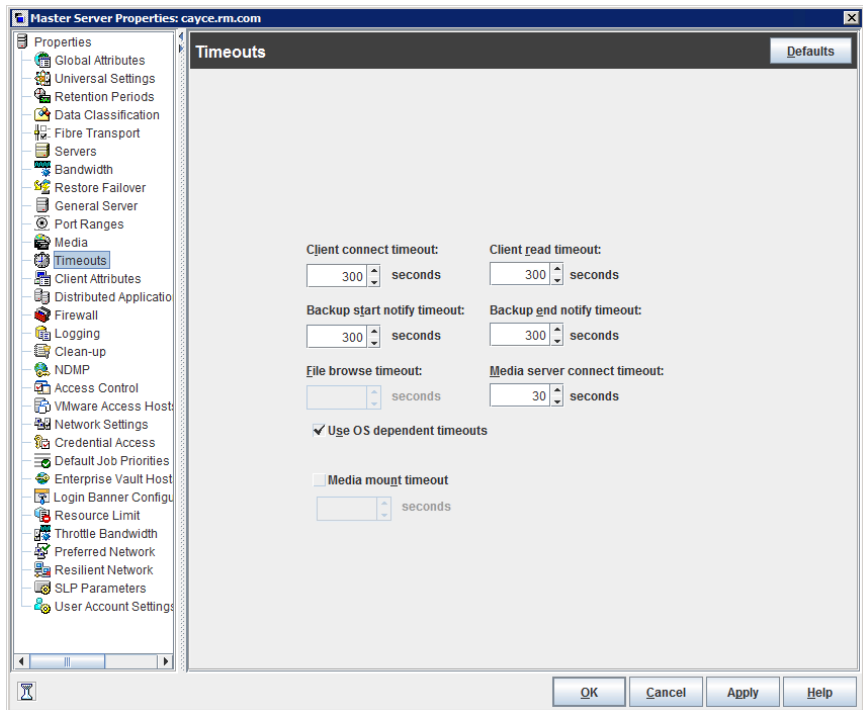 Master Server Properties: cayce.rm.com
Properties
Global Attributes
Universal Settings
Retention Periods
Data Classification
Fibre Transport
Servers
Bandwidth
Restore Failover
General Server
Port Ranges
Media
Timeouts
Client Attributes
Distributed Applicatio
Firewall
Logging
Clean-up
NDMP
Access Control
VMware Access Hosts
Network Settings
Credential Access
Default Job Priorities
Enterprise Vault Host
Login Banner Configu
Resource Limit
Throttle Bandwidth
Preferred Network
Resilient Network
SLP Parameters
User Account Settings
Timeouts
Defaults
Client connect timeout: Client read timeout:
300 seconds 300 seconds
Backup start notify timeout: Backup end notify timeout:
300 seconds 300 seconds
File browse timeout: Media server connect timeout:
seconds 30 seconds
Use OS dependent timeouts
Media mount timeout
seconds
OK Cancel Apply Help